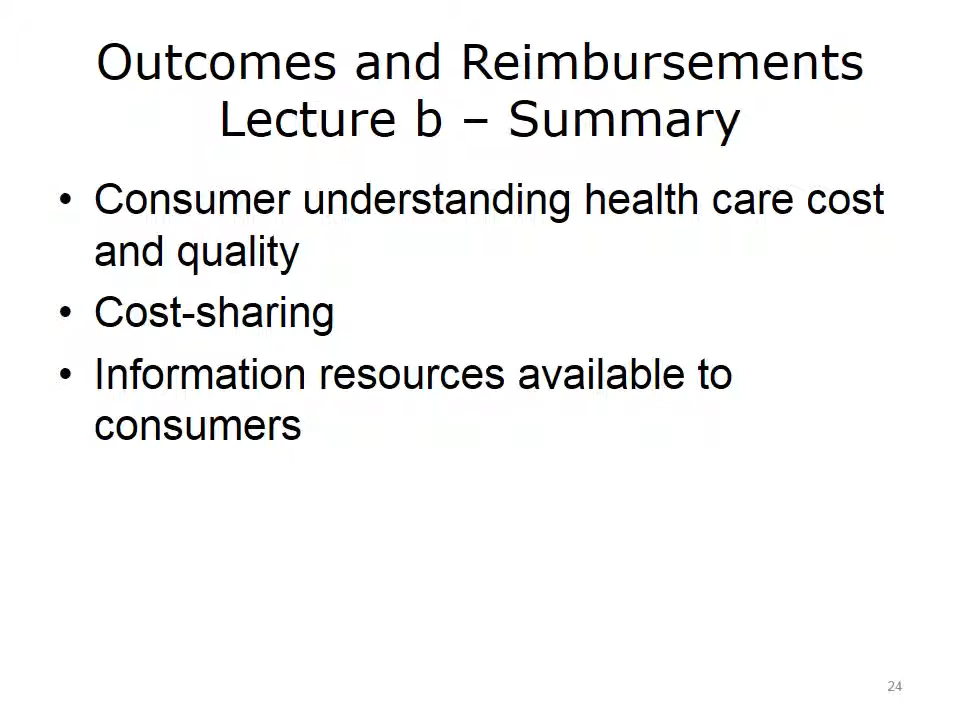 Outcomes and Reimbursements
Lecture b – Summary
• Consumer understanding health care cost
and quality
• Cost-sharing
• Information resources available to
consumers
24